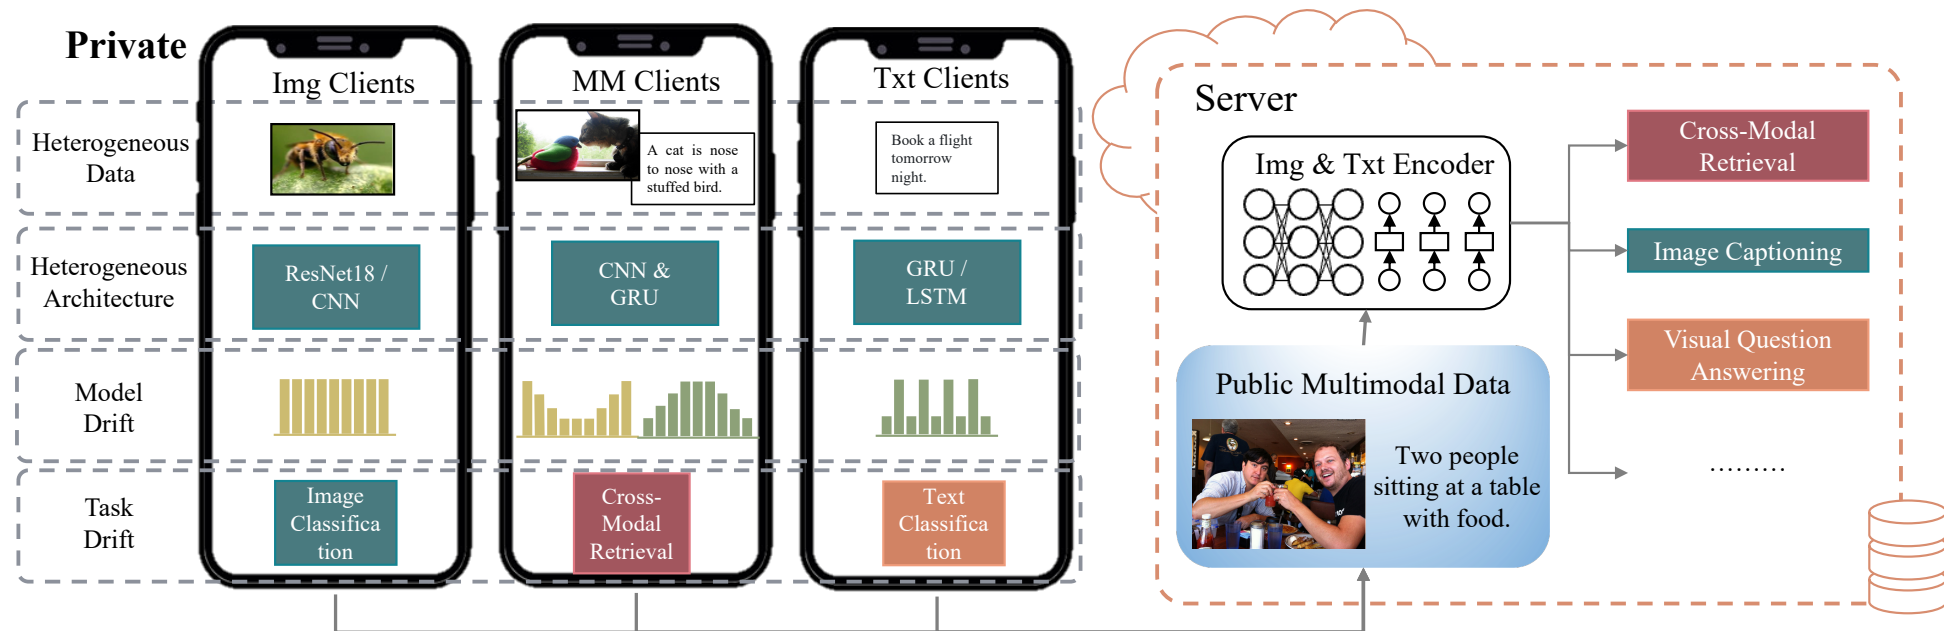 Private
Img Clients
MM Clients
Txt Clients
Heterogeneous
Data
A cat is nose
to nose with a
stuffed bird.
Book a flight
tomorrow
night.
Heterogeneous
Architecture
ResNet18 /
CNN
CNN &
GRU
GRU /
LSTM
Model
Drift
Task
Drift
Image
Classifica
tion
Cross-
Modal
Retrieval
Text
Classifica
tion
Server
Img & Txt Encoder
Public Multimodal Data
Two people
sitting at a table
with food.
Cross-Modal
Retrieval
Image Captioning
Visual Question
Answering
.........